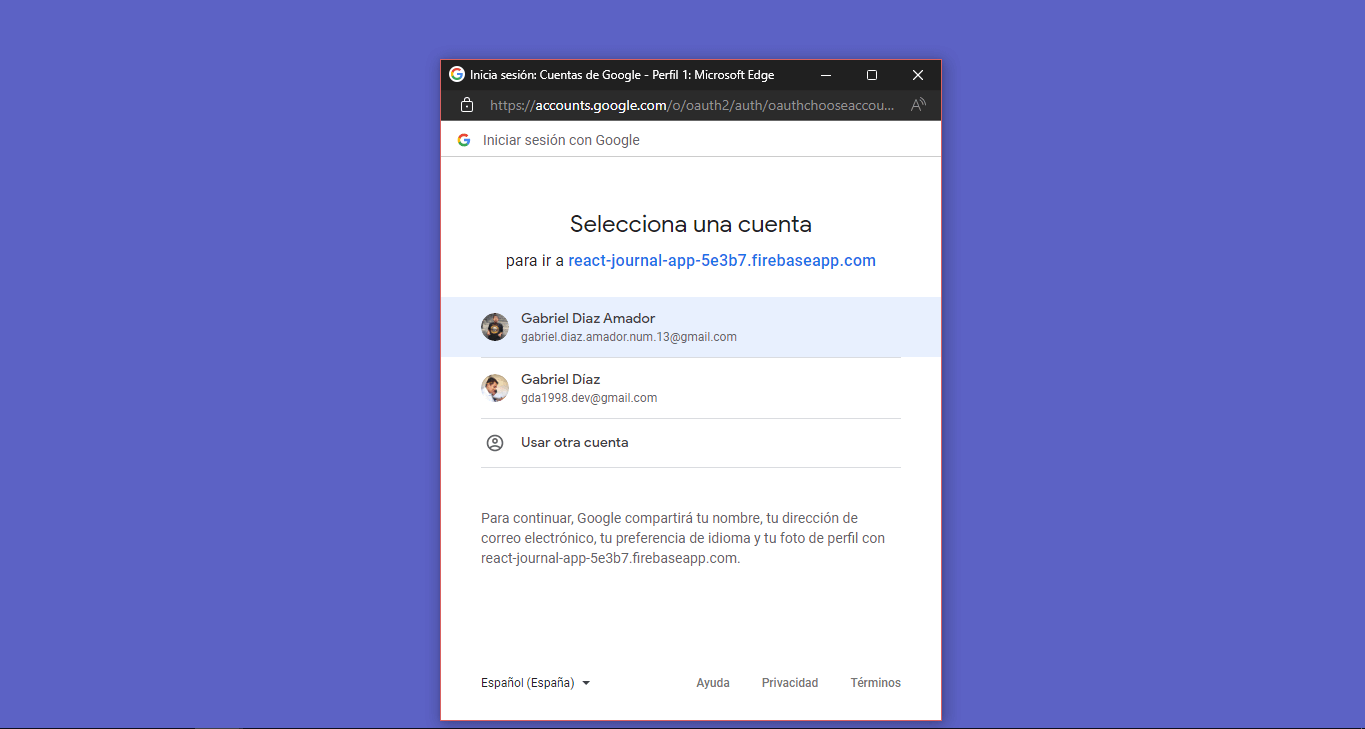 Inicia sesión: Cuentas de Google - Perfil 1: Microsoft Edge
https://accounts.google.com/o/oauth2/auth/oauthchooseaccou...
Iniciar sesión con Google
Selecciona una cuenta
para ir a react-journal-app-5e3b7.firebaseapp.com
Gabriel Diaz Amador
gabriel.diaz.amador.num.13@gmail.com
Gabriel Díaz
gda1998.dev@gmail.com
Usar otra cuenta
Para continuar, Google compartirá tu nombre, tu dirección de
correo electrónico, tu preferencia de idioma y tu foto de perfil con
react-journal-app-5e3b7.firebaseapp.com.
Español (España)
Ayuda
Privacidad
Términos